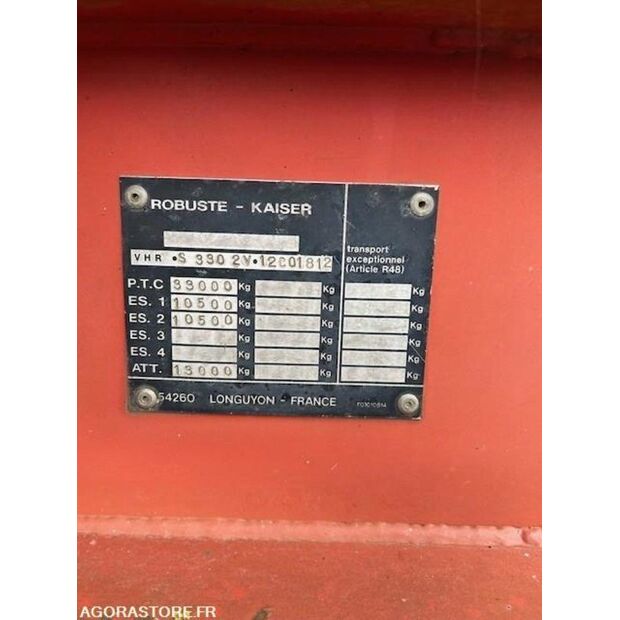 ROBUSTE - KAISER
VHR •S 330 2V•12C01812
transport
exceptionnel
(Article R48)
P.T.C 33000 Kg Kg Kg
ES. 1 10500 Kg Kg Kg
ES. 2 10500 Kg Kg Kg
ES. 3 Kg Kg Kg
ES. 4 Kg Kg Kg
ATT. 13000 Kg Kg Kg
54260 LONGUYON - FRANCE
AGORASTORE.FR